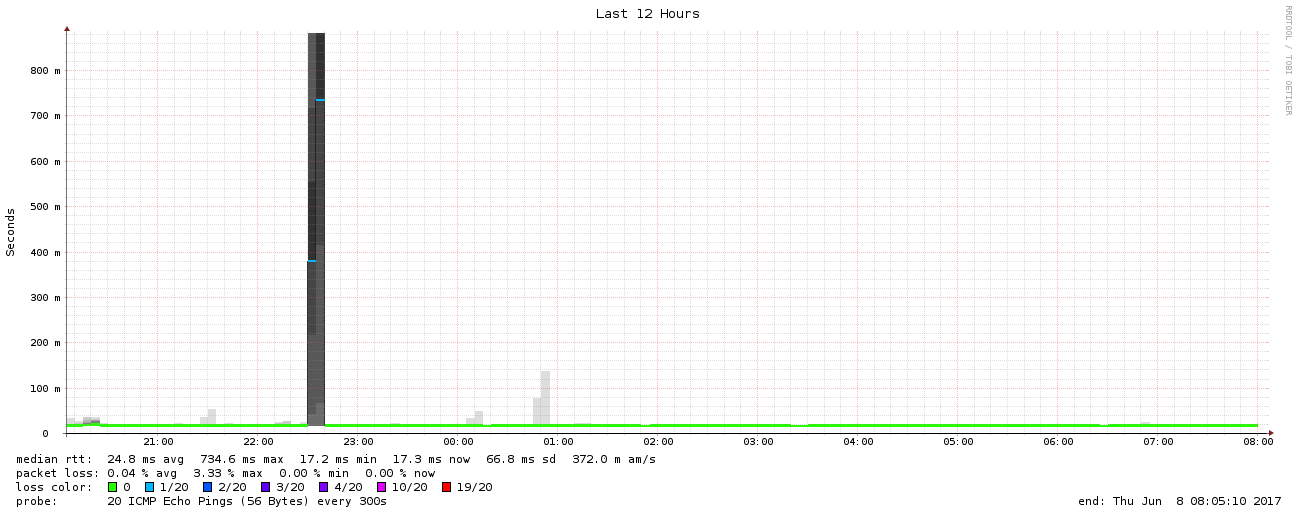 Last 12 Hours
RRDTOOL / TOBI OETIKER
Seconds
800 m
700 m
600 m
500 m
400 m
300 m
200 m
100 m
0
21:00 22:00 23:00 00:00 01:00 02:00 03:00 04:00 05:00 06:00 07:00 08:00
median rtt: 24.8 ms avg 734.6 ms max 17.2 ms min 17.3 ms now 66.8 ms sd 372.0 m am/s
packet loss: 0.04 % avg 3.33 % max 0.00 % min 0.00 % now
loss color: 0 1/20 2/20 3/20 4/20 10/20 19/20
probe: 20 ICMP Echo Pings (56 Bytes) every 300s end: Thu Jun 8 08:05:10 2017